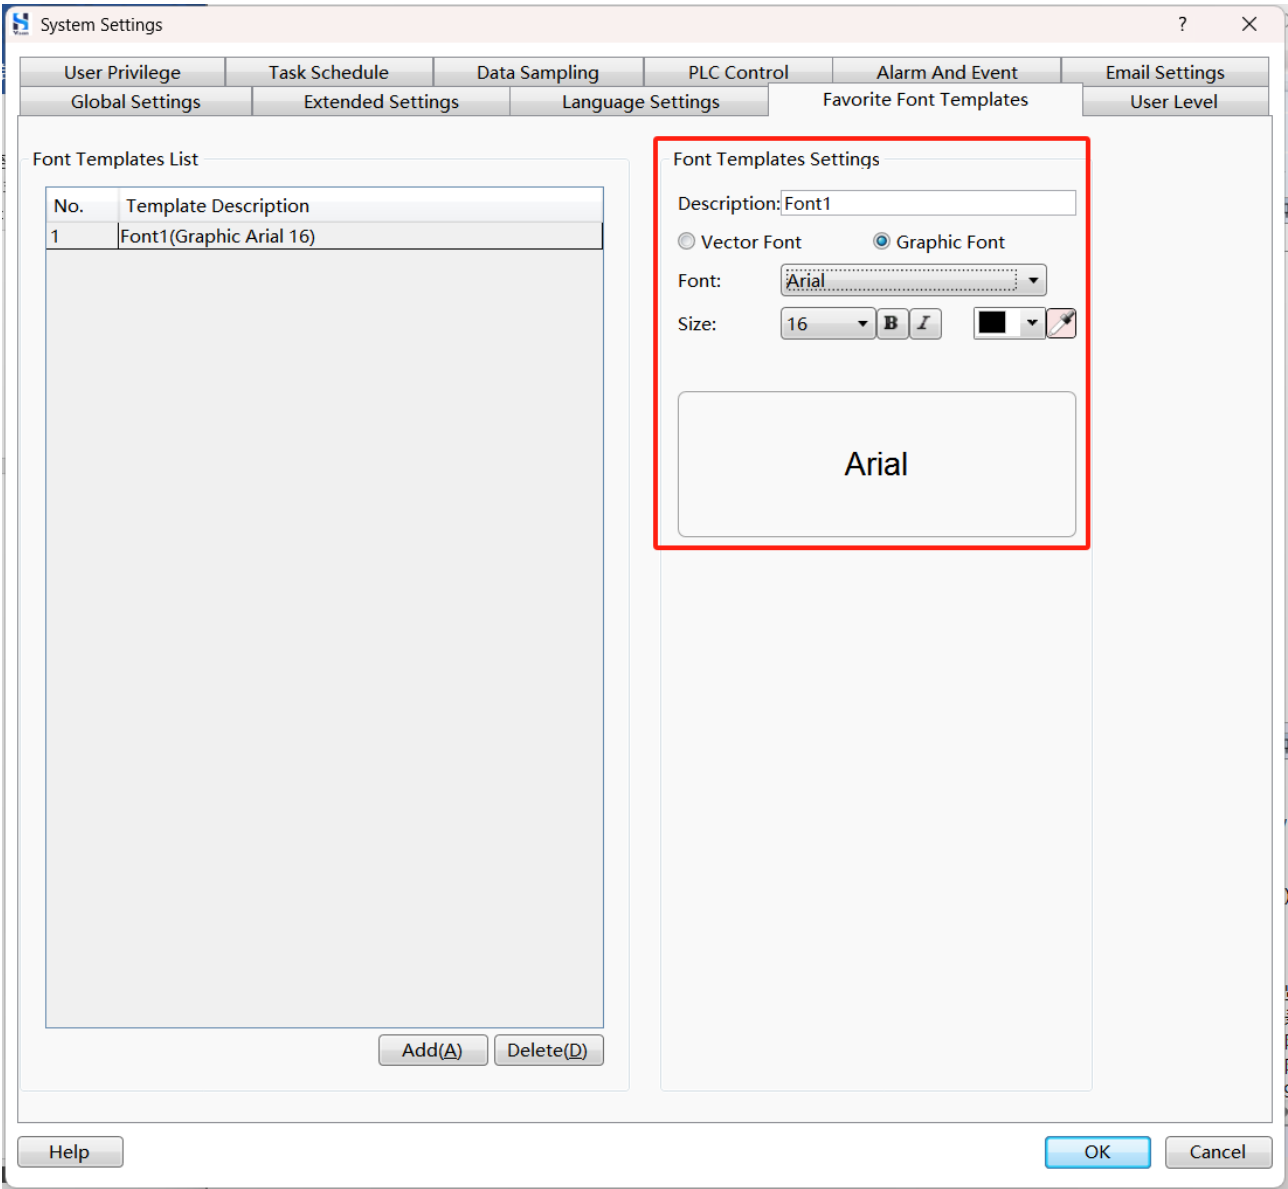 System Settings ?
User Privilege Task Schedule Data Sampling PLC Control Alarm And Event Email Settings
Global Settings Extended Settings Language Settings Favorite Font Templates User Level
Font Templates List
No. Template Description
1 Font1(Graphic Arial 16)
Add(A) Delete(D)
Font Templates Settings
Description: Font1
Vector Font Graphic Font
Font: Arial
Size: 16 B I
Arial
Help OK Cancel